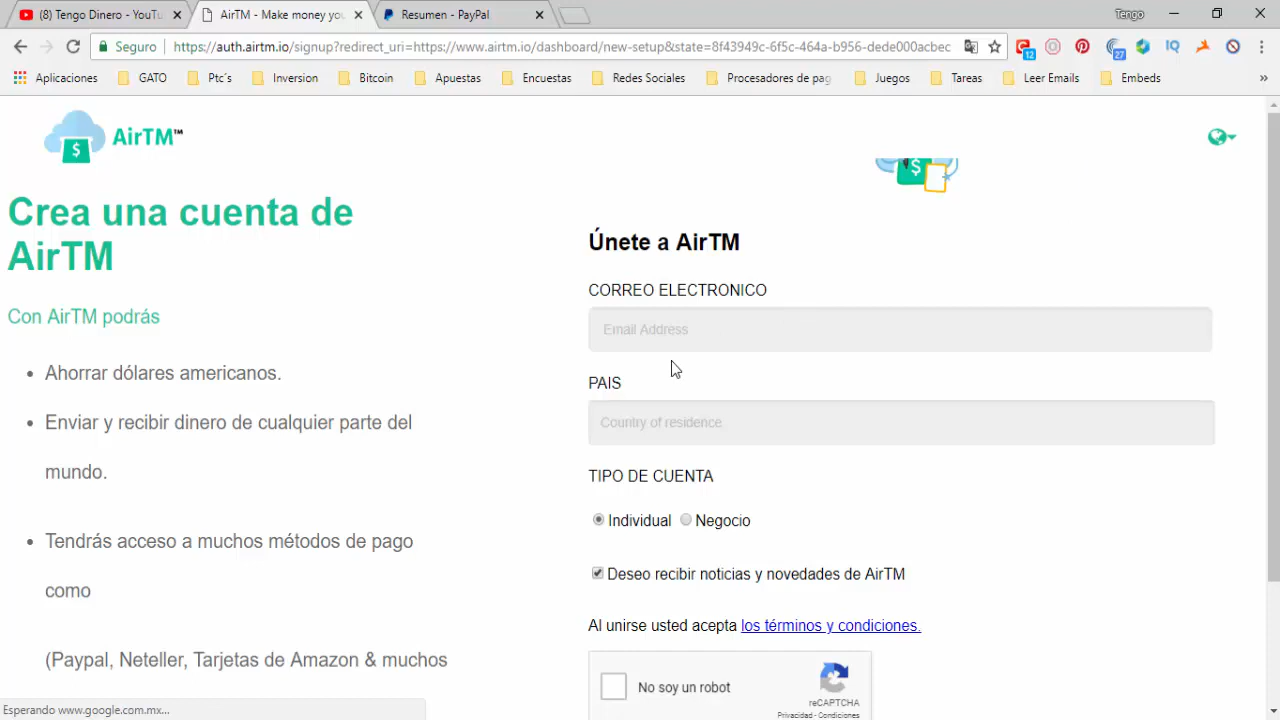 (8) Tengo Dinero - YouTu
AirTM - Make money you
Resumen - PayPal
Tengo
Seguro
https://auth.airtm.io/signup?redirect_uri=https://www.airtm.io/dashboard/new-setup&state=8f43949c-6f5c-464a-b956-dede000acbec
12
27
IQ
Aplicaciones
GATO
Ptc´s
Inversion
Bitcoin
Apuestas
Encuestas
Redes Sociales
Procesadores de pag
Juegos
Tareas
Leer Emails
Embeds
»
$ AirTM™
Crea una cuenta de
AirTM
Con AirTM podrás
• Ahorrar dólares americanos.
• Enviar y recibir dinero de cualquier parte del
mundo.
• Tendrás acceso a muchos métodos de pago
como
(Paypal, Neteller, Tarjetas de Amazon & muchos
$
Únete a AirTM
CORREO ELECTRONICO
Email Address
PAIS
Country of residence
TIPO DE CUENTA
Individual Negocio
Deseo recibir noticias y novedades de AirTM
Al unirse usted acepta los términos y condiciones.
No soy un robot
reCAPTCHA
Privacidad - Condiciones
Esperando www.google.com.mx...